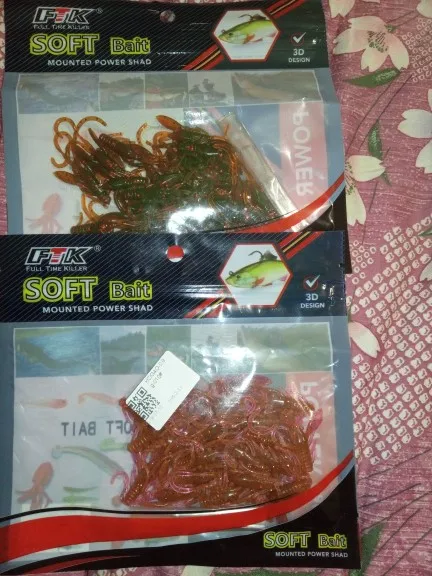 FTK®
FULL TIME KILLER
SOFT Bait
MOUNTED POWER SHAD
3D
DESIGN
POWER
FTK®
FULL TIME KILLER
SOFT Bait
MOUNTED POWER SHAD
3D
DESIGN
SOFT BAIT
SOFT Bait
MOUNTED POWER SHAD